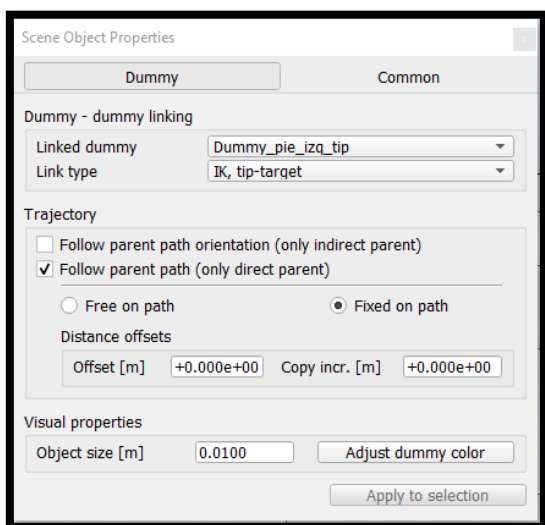 Scene Object Properties
Dummy Common
Dummy - dummy linking
Linked dummy Dummy_pie_izq_tip
Link type IK, tip-target
Trajectory
Follow parent path orientation (only indirect parent)
Follow parent path (only direct parent)
Free on path Fixed on path
Distance offsets
Offset [m] +0.000e+00 Copy incr. [m] +0.000e+00
Visual properties
Object size [m] 0.0100 Adjust dummy color
Apply to selection